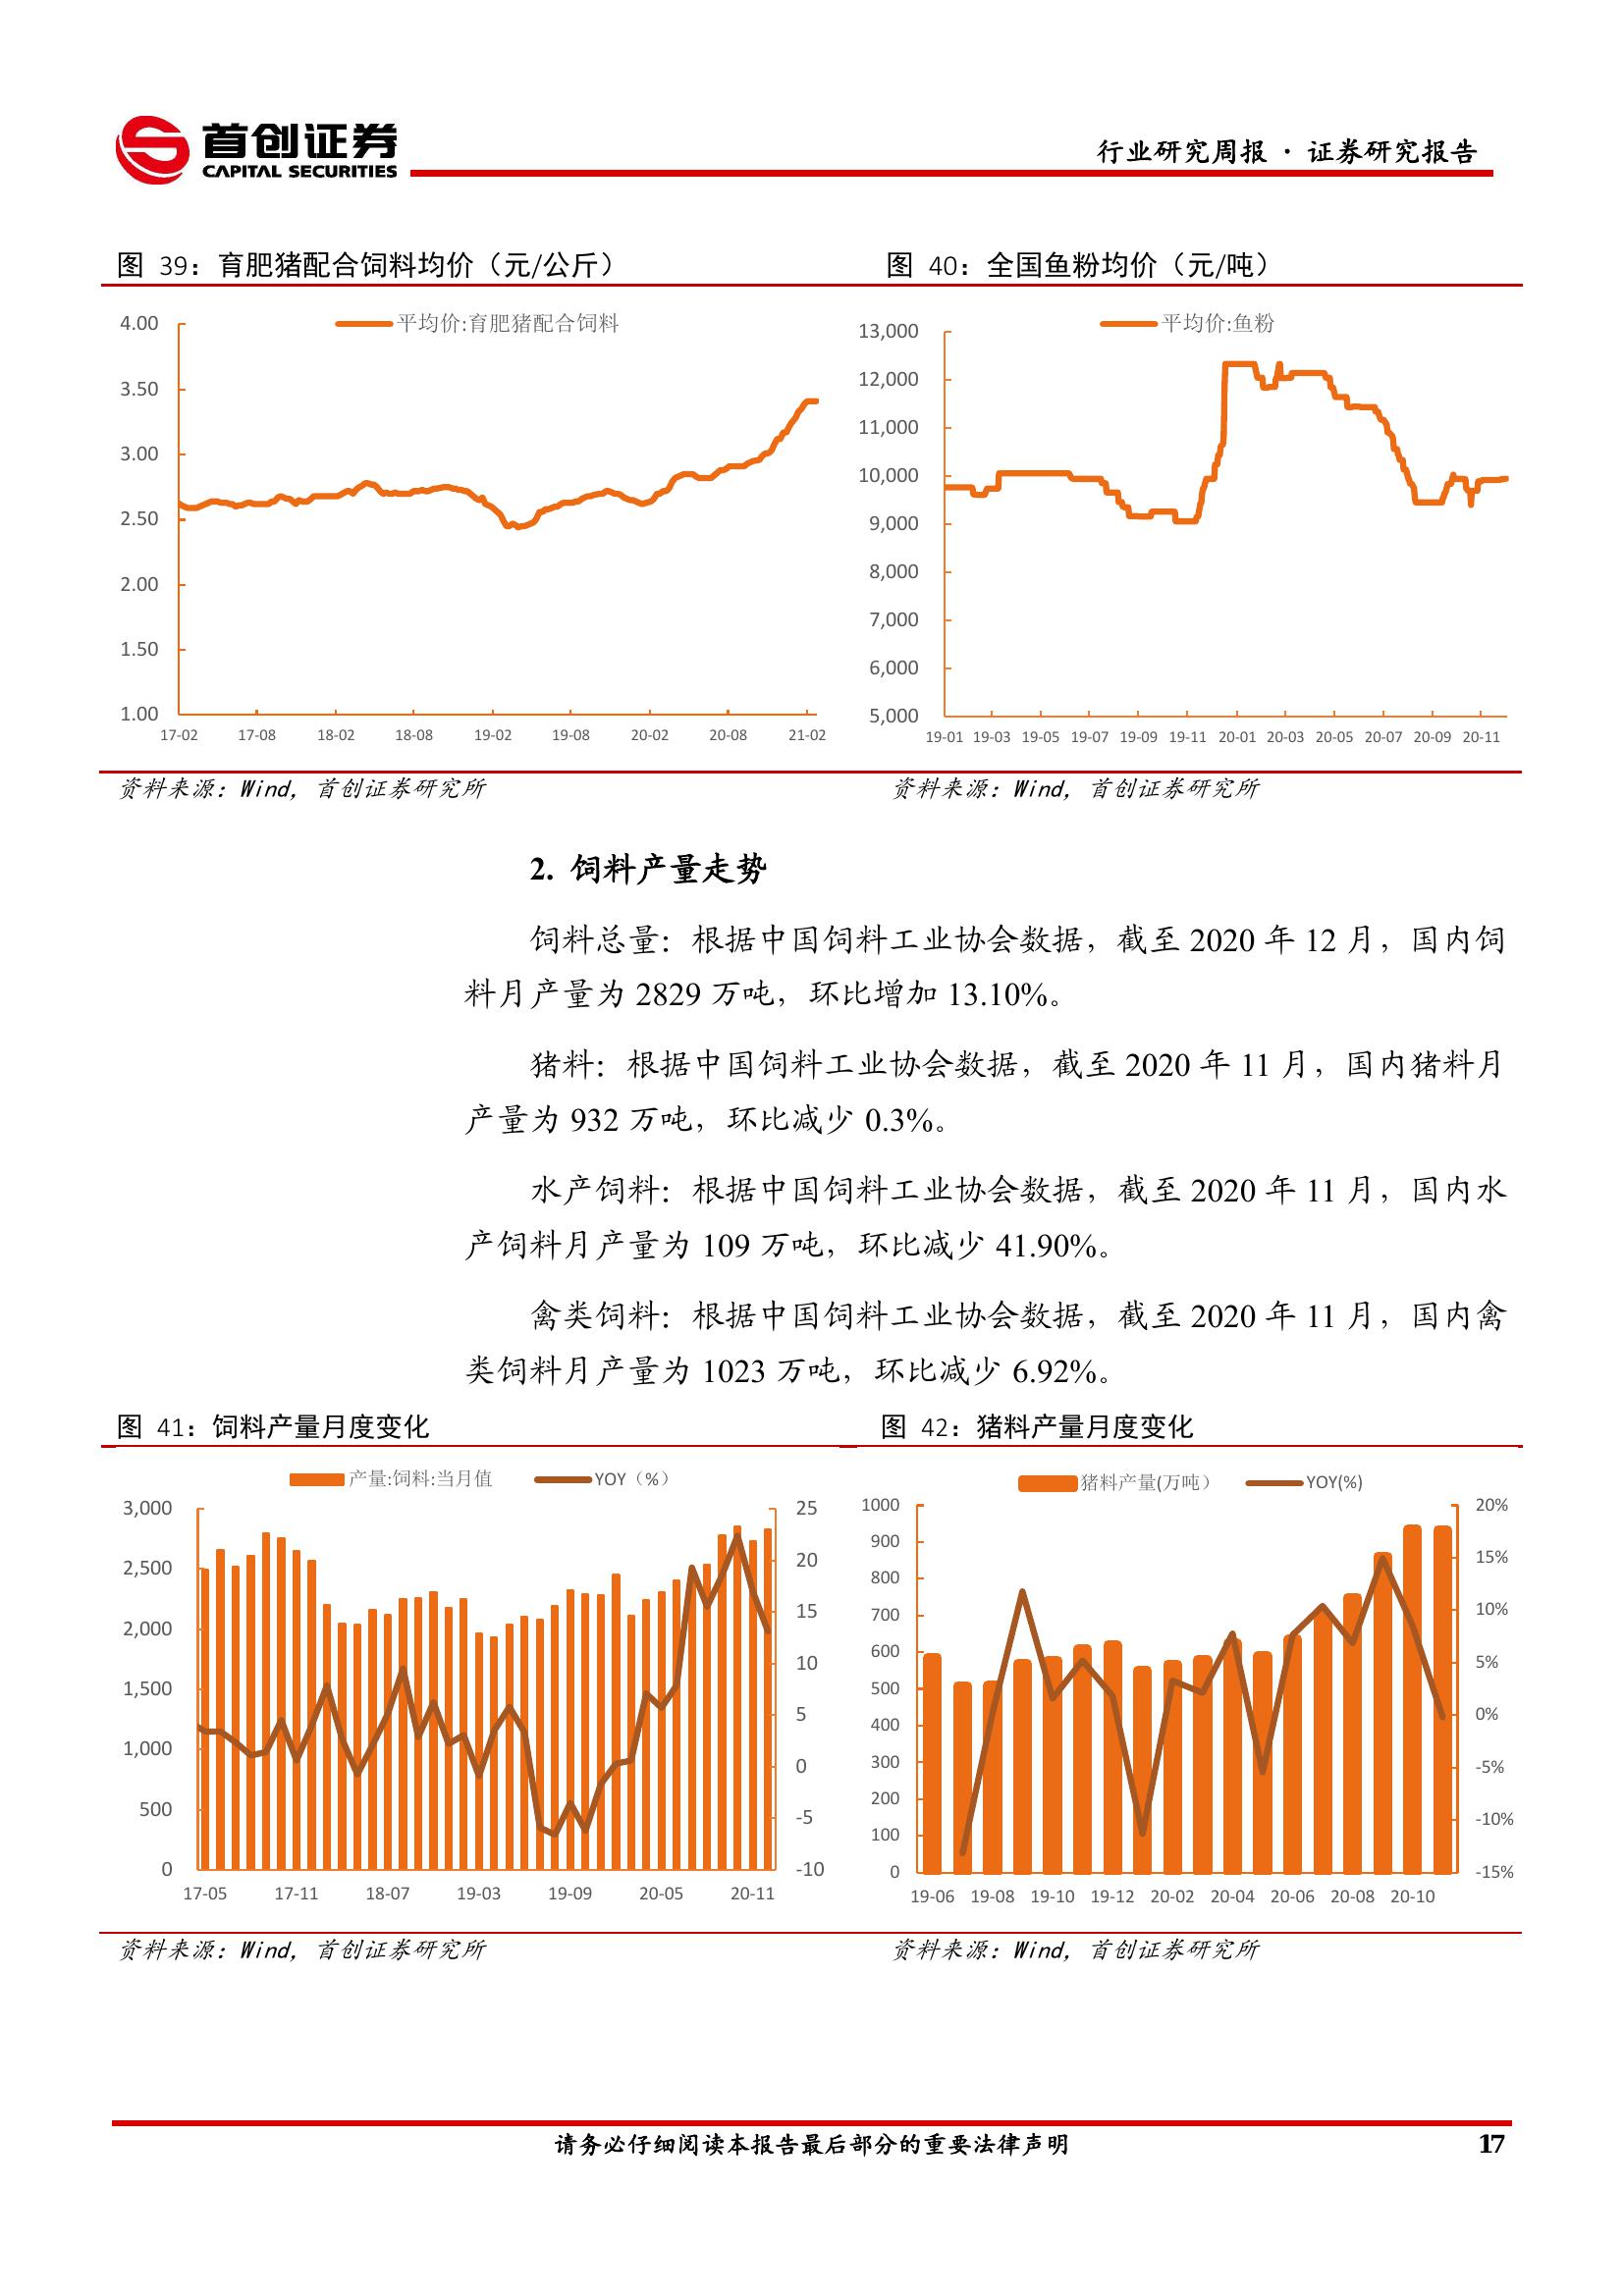 首创证券
CAPITAL SECURITIES
行业研究周报 · 证券研究报告
图 39：育肥猪配合饲料均价（元/公斤）
平均价:育肥猪配合饲料
4.00
3.50
3.00
2.50
2.00
1.50
1.00
17-02 17-08 18-02 18-08 19-02 19-08 20-02 20-08 21-02
资料来源：Wind，首创证券研究所
图 40：全国鱼粉均价（元/吨）
平均价:鱼粉
13,000
12,000
11,000
10,000
9,000
8,000
7,000
6,000
5,000
19-01 19-03 19-05 19-07 19-09 19-11 20-01 20-03 20-05 20-07 20-09 20-11
资料来源：Wind，首创证券研究所
2. 饲料产量走势
饲料总量：根据中国饲料工业协会数据，截至 2020 年 12 月，国内饲
料月产量为 2829 万吨，环比增加 13.10%。
猪料：根据中国饲料工业协会数据，截至 2020 年 11 月，国内猪料月
产量为 932 万吨，环比减少 0.3%。
水产饲料：根据中国饲料工业协会数据，截至 2020 年 11 月，国内水
产饲料月产量为 109 万吨，环比减少 41.90%。
禽类饲料：根据中国饲料工业协会数据，截至 2020 年 11 月，国内禽
类饲料月产量为 1023 万吨，环比减少 6.92%。
图 41：饲料产量月度变化
产量:饲料:当月值 YOY（%）
3,000
2,500
2,000
1,500
1,000
500
0
25
20
15
10
5
0
-5
-10
17-05 17-11 18-07 19-03 19-09 20-05 20-11
资料来源：Wind，首创证券研究所
图 42：猪料产量月度变化
猪料产量(万吨） YOY(%)
1000
900
800
700
600
500
400
300
200
100
0
20%
15%
10%
5%
0%
-5%
-10%
-15%
19-06 19-08 19-10 19-12 20-02 20-04 20-06 20-08 20-10
资料来源：Wind，首创证券研究所
请务必仔细阅读本报告最后部分的重要法律声明
17